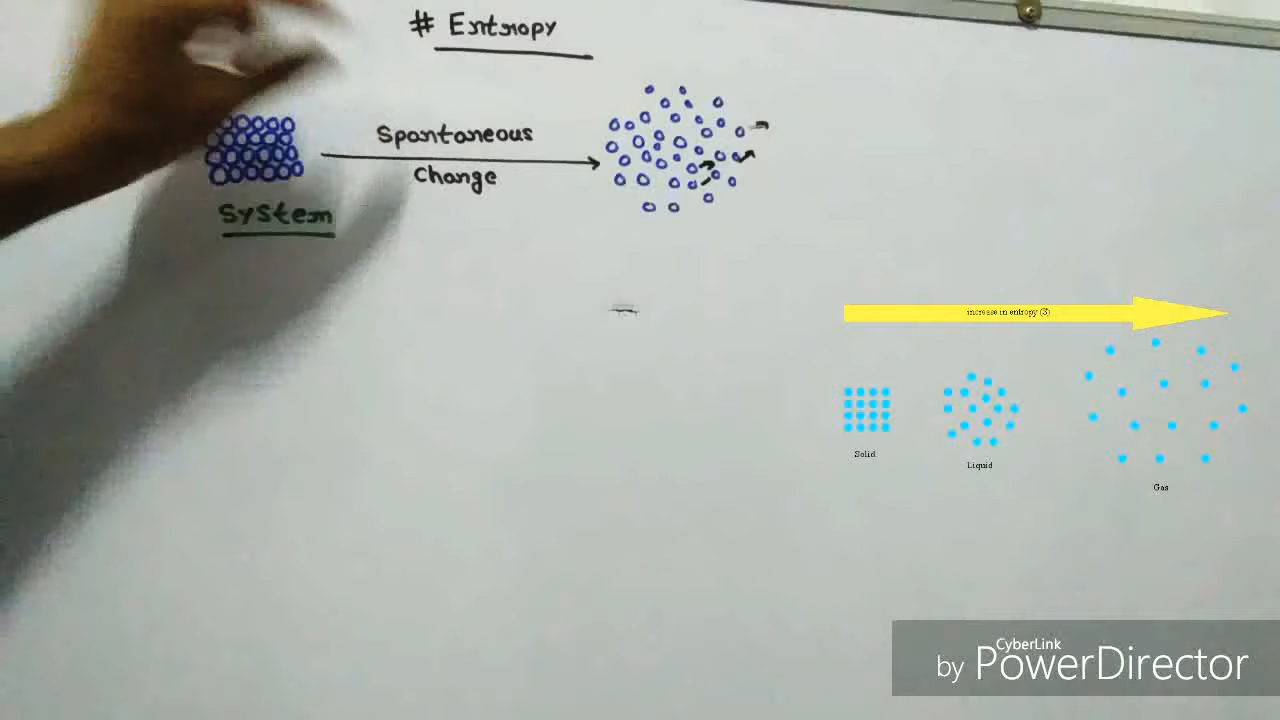 # Entropy
Spontaneous
Change
System
increase in entropy (S)
Solid
Liquid
Gas
CyberLink
by PowerDirector